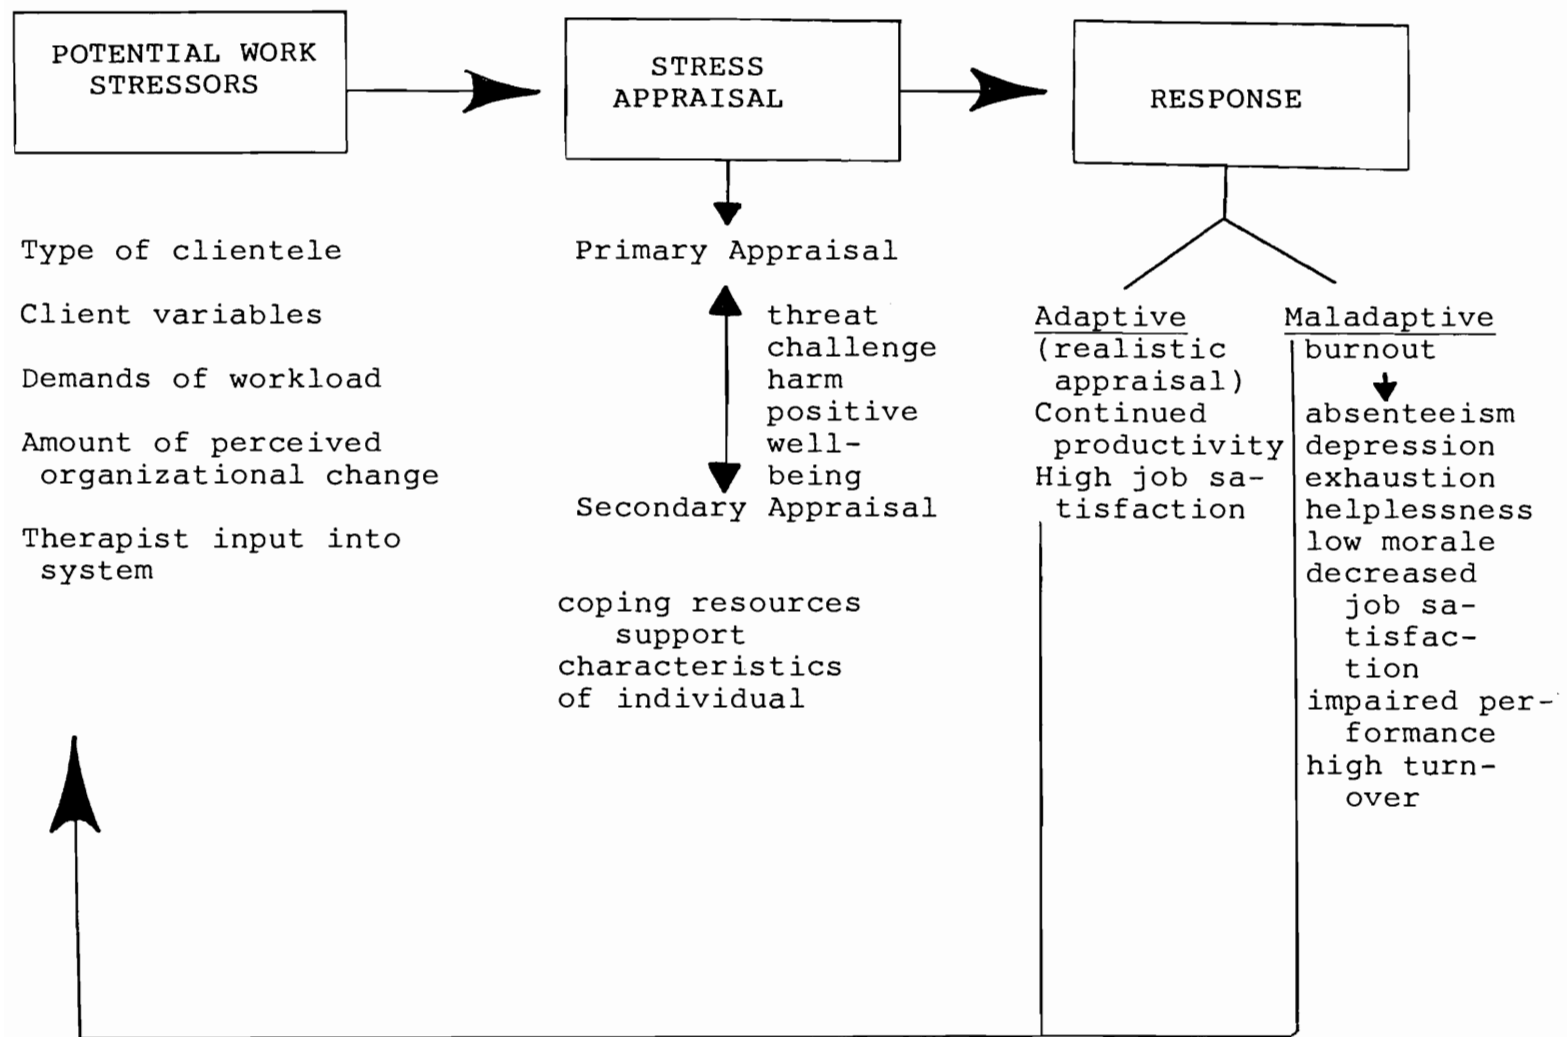 POTENTIAL WORK
STRESSORS
STRESS
APPRAISAL
RESPONSE
Type of clientele
Client variables
Demands of workload
Amount of perceived
organizational change
Therapist input into
system
Primary Appraisal
threat
challenge
harm
positive
well-
being
Secondary Appraisal
coping resources
support
characteristics
of individual
Adaptive
(realistic
appraisal)
Continued
productivity
High job sa-
tisfaction
Maladaptive
burnout
absenteeism
depression
exhaustion
helplessness
low morale
decreased
job sa-
tisfac-
tion
impaired per-
formance
high turn-
over